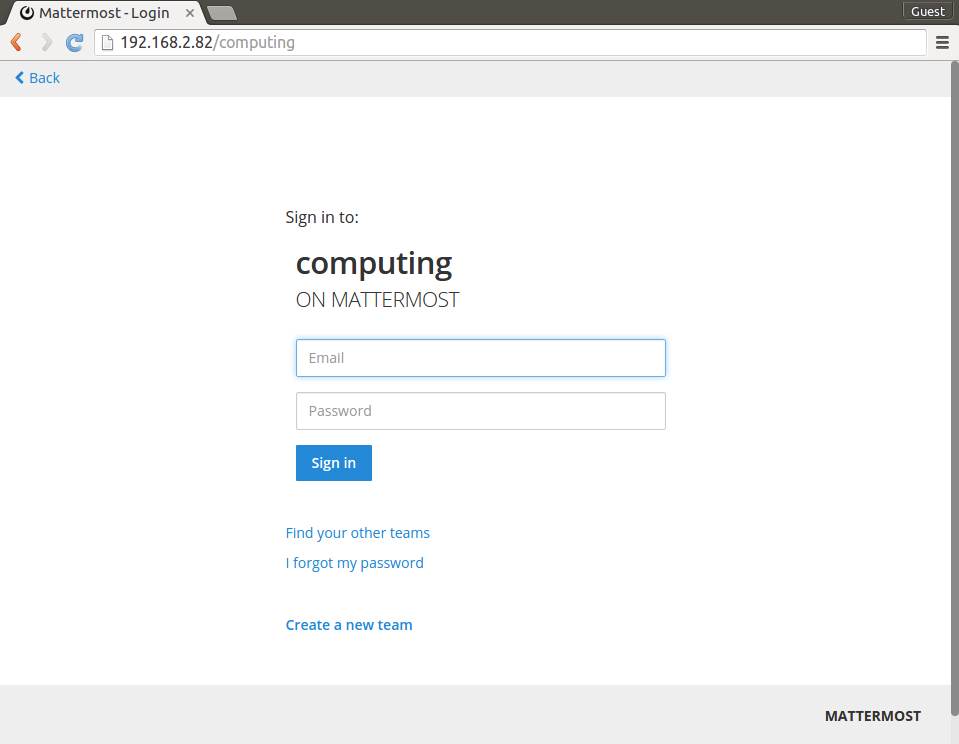 Mattermost - Login
Guest
192.168.2.82/computing
Back
Sign in to:
computing
ON MATTERMOST
Email
Password
Sign in
Find your other teams
I forgot my password
Create a new team
MATTERMOST